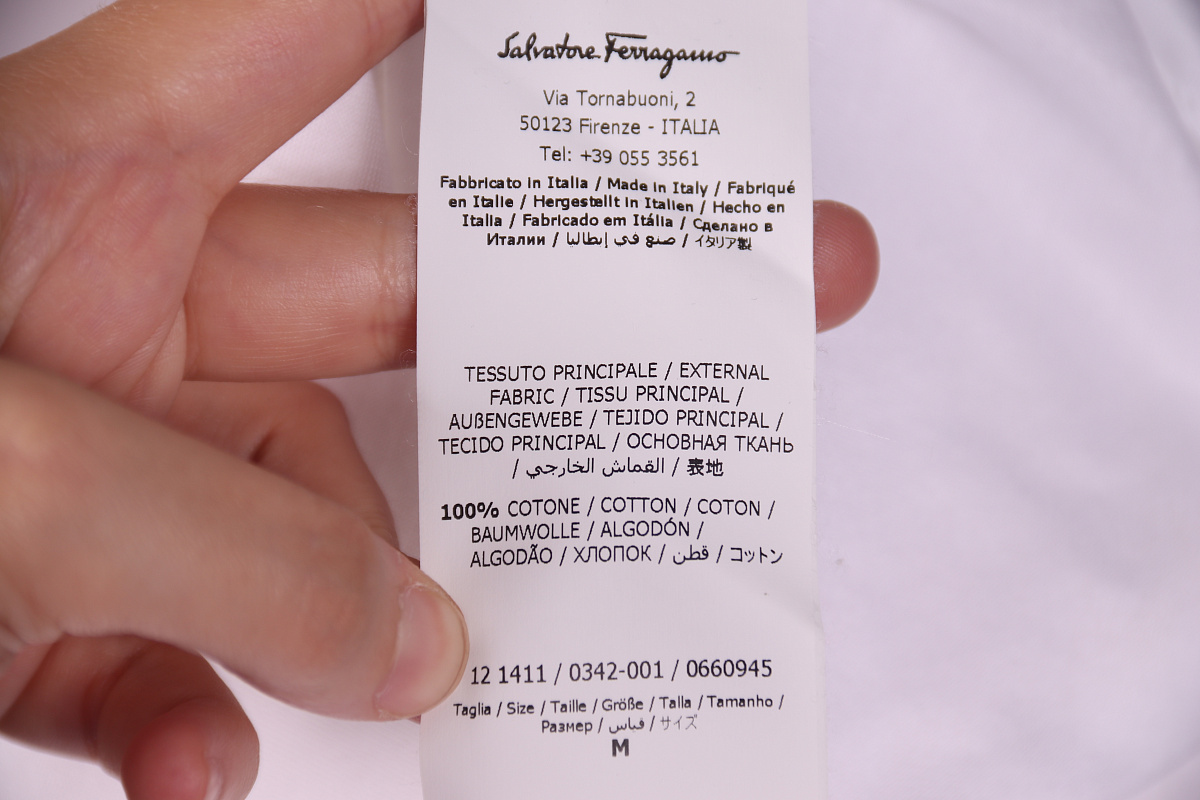 Salvatore Ferragamo
Via Tornabuoni, 2
50123 Firenze - ITALIA
Tel: +39 055 3561
Fabbricato in Italia / Made in Italy / Fabriqué
en Italie / Hergestellt in Italien / Hecho en
Italia / Fabricado em Itália / Сделано в
Италии / صنع في إيطاليا / イタリア製
TESSUTO PRINCIPALE / EXTERNAL
FABRIC / TISSU PRINCIPAL /
AUßENGEWEBE / TEJIDO PRINCIPAL /
TECIDO PRINCIPAL / ОСНОВНАЯ ТКАНЬ
/ القماش الخارجي / 表地
100% COTONE / COTTON / COTON /
BAUMWOLLE / ALGODÓN /
ALGODÃO / ХЛОПОК / قطن / コットン
12 1411 / 0342-001 / 0660945
Taglia / Size / Taille / Größe / Talla / Tamanho /
Размер / قياس / サイズ
M